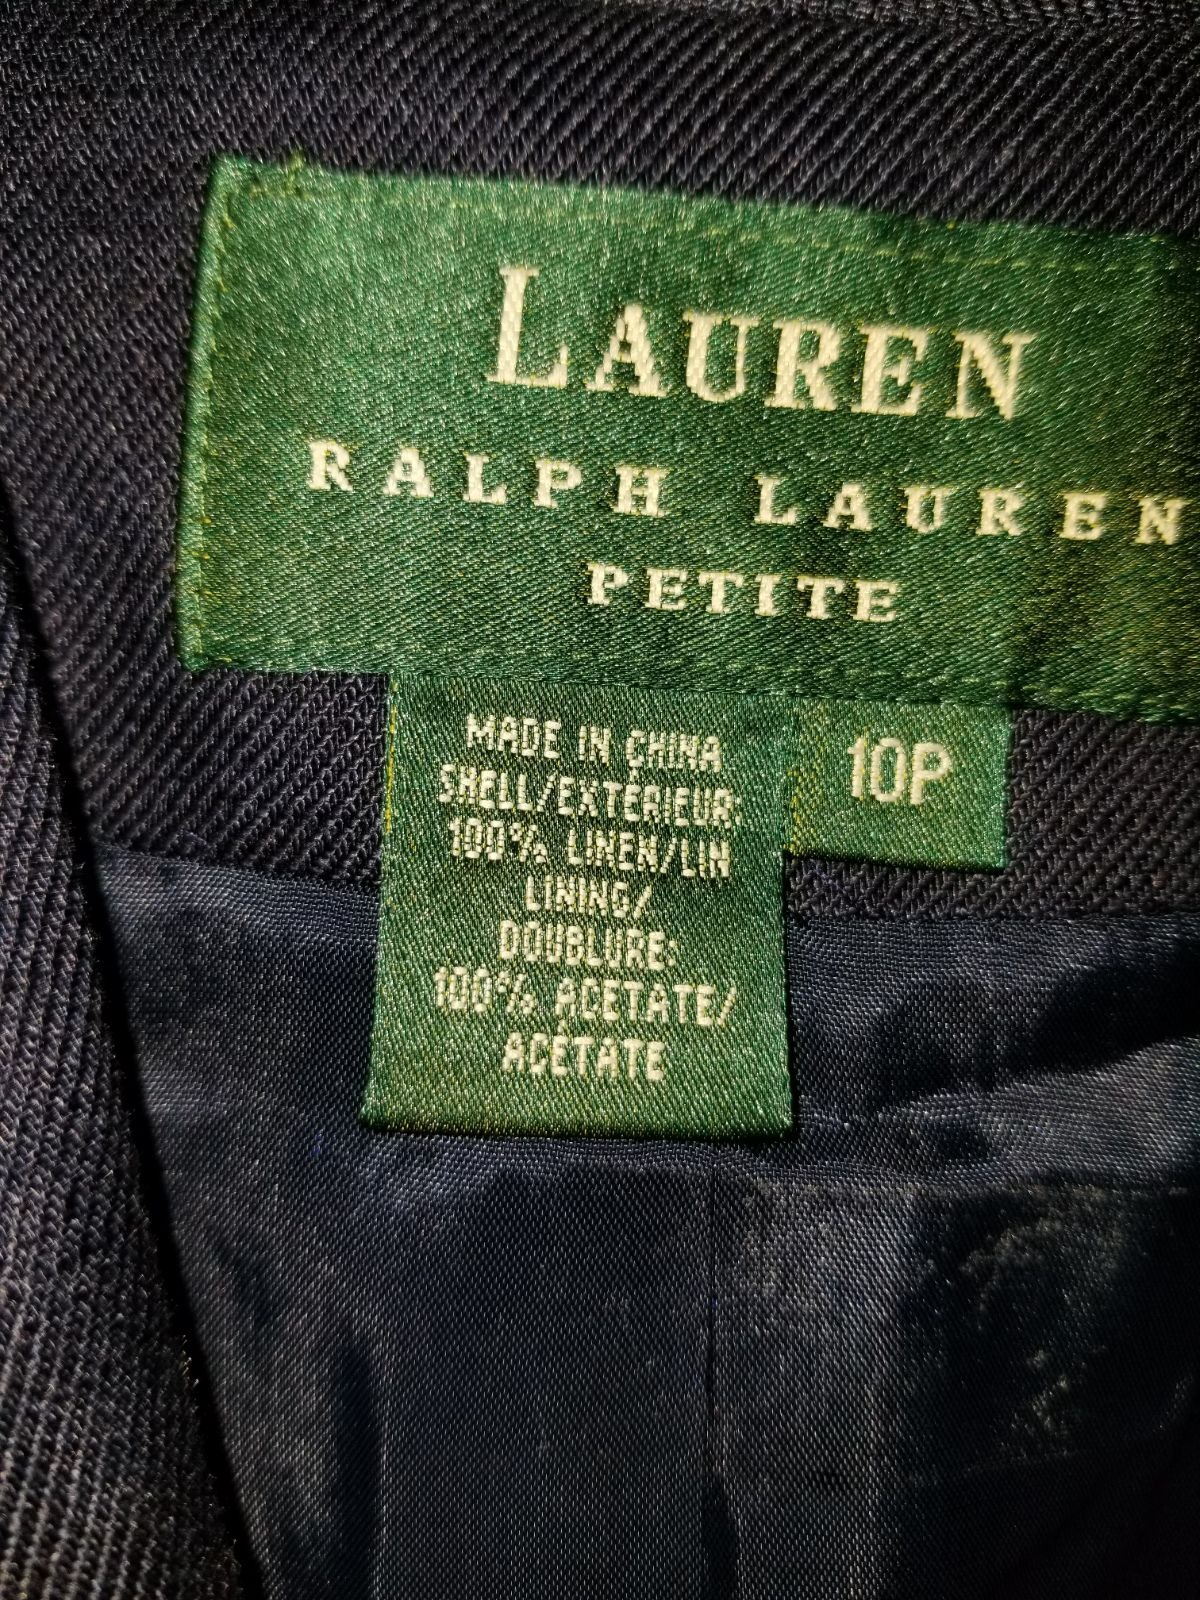 LAUREN
RALPH LAUREN
PETITE
MADE IN CHINA
SHELL/EXTÉRIEUR:
100% LINEN/LIN
LINING/
DOUBLURE:
100% ACETATE/
ACÉTATE
10P